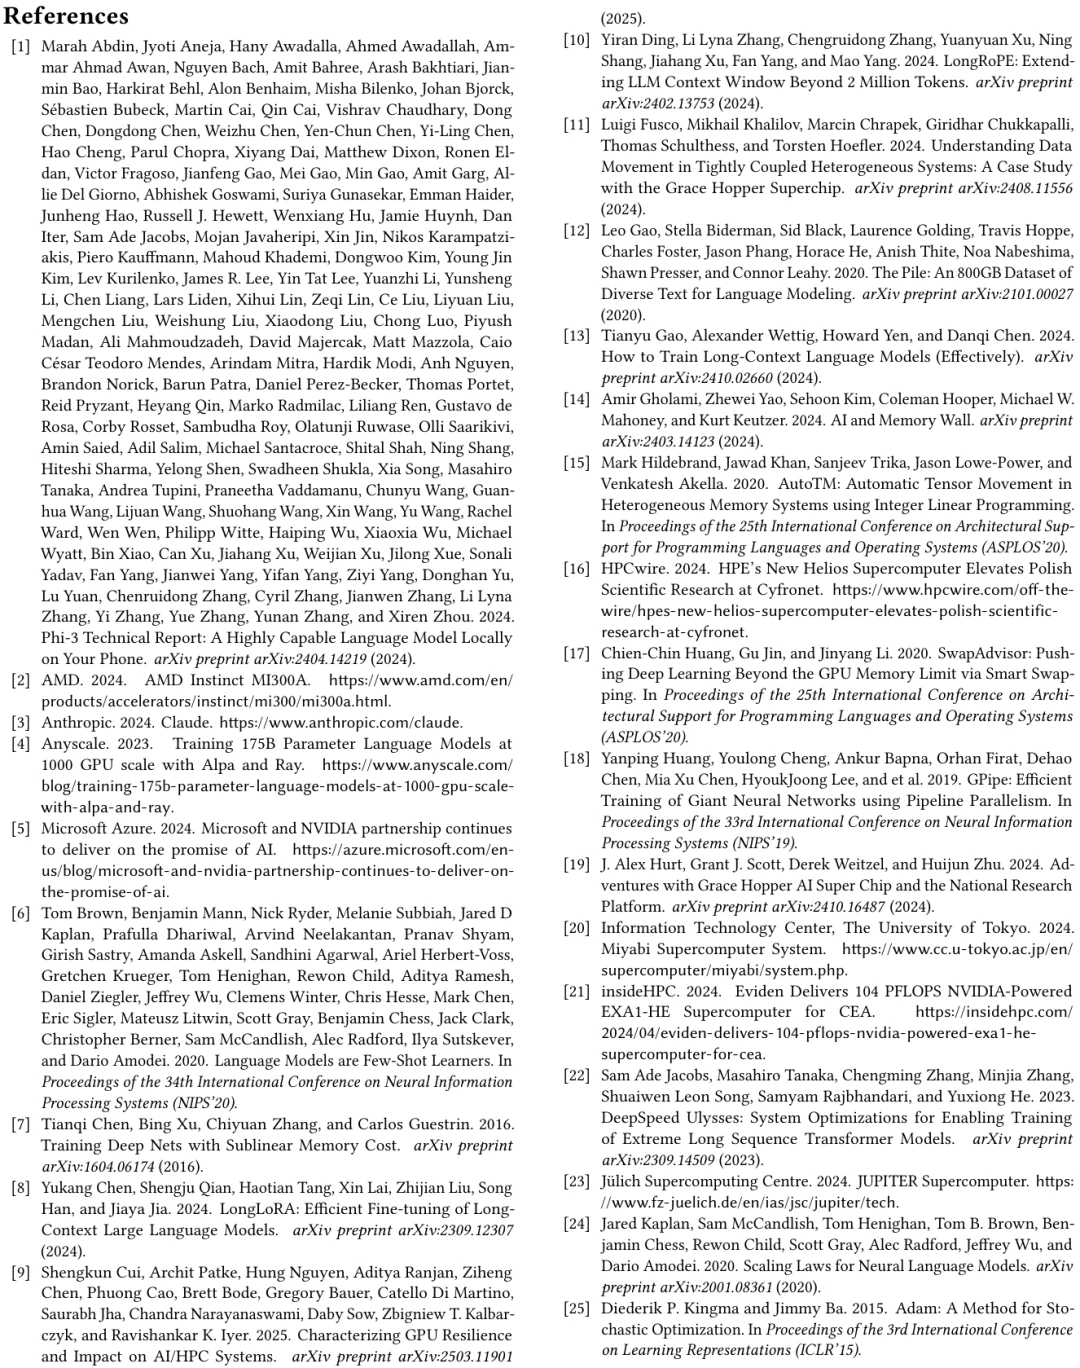 References
[1] Marah Abdin, Jyoti Aneja, Hany Awadalla, Ahmed Awadallah, Am-
mar Ahmad Awan, Nguyen Bach, Amit Bahree, Arash Bakhtiari, Jian-
min Bao, Harkirat Behl, Alon Benhaim, Misha Bilenko, Johan Bjorck,
Sébastien Bubeck, Martin Cai, Qin Cai, Vishrav Chaudhary, Dong
Chen, Dongdong Chen, Weizhu Chen, Yen-Chun Chen, Yi-Ling Chen,
Hao Cheng, Parul Chopra, Xiyang Dai, Matthew Dixon, Ronen El-
dan, Victor Fragoso, Jianfeng Gao, Mei Gao, Min Gao, Amit Garg, Al-
lie Del Giorno, Abhishek Goswami, Suriya Gunasekar, Emman Haider,
Junheng Hao, Russell J. Hewett, Wenxiang Hu, Jamie Huynh, Dan
Iter, Sam Ade Jacobs, Mojan Javaheripi, Xin Jin, Nikos Karampatzi-
akis, Piero Kauffmann, Mahoud Khademi, Dongwoo Kim, Young Jin
Kim, Lev Kurilenko, James R. Lee, Yin Tat Lee, Yuanzhi Li, Yunsheng
Li, Chen Liang, Lars Liden, Xihui Lin, Zeqi Lin, Ce Liu, Liyuan Liu,
Mengchen Liu, Weishung Liu, Xiaodong Liu, Chong Luo, Piyush
Madan, Ali Mahmoudzadeh, David Majercak, Matt Mazzola, Caio
César Teodoro Mendes, Arindam Mitra, Hardik Modi, Anh Nguyen,
Brandon Norick, Barun Patra, Daniel Perez-Becker, Thomas Portet,
Reid Pryzant, Heyang Qin, Marko Radmilac, Liliang Ren, Gustavo de
Rosa, Corby Rosset, Sambudha Roy, Olatunji Ruwase, Olli Saarikivi,
Amin Saied, Adil Salim, Michael Santacroce, Shital Shah, Ning Shang,
Hiteshi Sharma, Yelong Shen, Swadheen Shukla, Xia Song, Masahiro
Tanaka, Andrea Tupini, Praneetha Vaddamanu, Chunyu Wang, Guan-
hua Wang, Lijuan Wang, Shuohang Wang, Xin Wang, Yu Wang, Rachel
Ward, Wen Wen, Philipp Witte, Haiping Wu, Xiaoxia Wu, Michael
Wyatt, Bin Xiao, Can Xu, Jiahang Xu, Weijian Xu, Jilong Xue, Sonali
Yadav, Fan Yang, Jianwei Yang, Yifan Yang, Ziyi Yang, Donghan Yu,
Lu Yuan, Chenruidong Zhang, Cyril Zhang, Jianwen Zhang, Li Lyna
Zhang, Yi Zhang, Yue Zhang, Yunan Zhang, and Xiren Zhou. 2024.
Phi-3 Technical Report: A Highly Capable Language Model Locally
on Your Phone. arXiv preprint arXiv:2404.14219 (2024).
[2] AMD. 2024. AMD Instinct MI300A. https://www.amd.com/en/
products/accelerators/instinct/mi300/mi300a.html.
[3] Anthropic. 2024. Claude. https://www.anthropic.com/claude.
[4] Anyscale. 2023. Training 175B Parameter Language Models at
1000 GPU scale with Alpa and Ray. https://www.anyscale.com/
blog/training-175b-parameter-language-models-at-1000-gpu-scale-
with-alpa-and-ray.
[5] Microsoft Azure. 2024. Microsoft and NVIDIA partnership continues
to deliver on the promise of AI. https://azure.microsoft.com/en-
us/blog/microsoft-and-nvidia-partnership-continues-to-deliver-on-
the-promise-of-ai.
[6] Tom Brown, Benjamin Mann, Nick Ryder, Melanie Subbiah, Jared D
Kaplan, Prafulla Dhariwal, Arvind Neelakantan, Pranav Shyam,
Girish Sastry, Amanda Askell, Sandhini Agarwal, Ariel Herbert-Voss,
Gretchen Krueger, Tom Henighan, Rewon Child, Aditya Ramesh,
Daniel Ziegler, Jeffrey Wu, Clemens Winter, Chris Hesse, Mark Chen,
Eric Sigler, Mateusz Litwin, Scott Gray, Benjamin Chess, Jack Clark,
Christopher Berner, Sam McCandlish, Alec Radford, Ilya Sutskever,
and Dario Amodei. 2020. Language Models are Few-Shot Learners. In
Proceedings of the 34th International Conference on Neural Information
Processing Systems (NIPS'20).
[7] Tianqi Chen, Bing Xu, Chiyuan Zhang, and Carlos Guestrin. 2016.
Training Deep Nets with Sublinear Memory Cost. arXiv preprint
arXiv:1604.06174 (2016).
[8] Yukang Chen, Shengju Qian, Haotian Tang, Xin Lai, Zhijian Liu, Song
Han, and Jiaya Jia. 2024. LongLoRA: Efficient Fine-tuning of Long-
Context Large Language Models. arXiv preprint arXiv:2309.12307
(2024).
[9] Shengkun Cui, Archit Patke, Hung Nguyen, Aditya Ranjan, Ziheng
Chen, Phuong Cao, Brett Bode, Gregory Bauer, Catello Di Martino,
Saurabh Jha, Chandra Narayanaswami, Daby Sow, Zbigniew T. Kalbar-
czyk, and Ravishankar K. Iyer. 2025. Characterizing GPU Resilience
and Impact on AI/HPC Systems. arXiv preprint arXiv:2503.11901
(2025).
[10] Yiran Ding, Li Lyna Zhang, Chengruidong Zhang, Yuanyuan Xu, Ning
Shang, Jiahang Xu, Fan Yang, and Mao Yang. 2024. LongRoPE: Extend-
ing LLM Context Window Beyond 2 Million Tokens. arXiv preprint
arXiv:2402.13753 (2024).
[11] Luigi Fusco, Mikhail Khalilov, Marcin Chrapek, Giridhar Chukkapalli,
Thomas Schulthess, and Torsten Hoefler. 2024. Understanding Data
Movement in Tightly Coupled Heterogeneous Systems: A Case Study
with the Grace Hopper Superchip. arXiv preprint arXiv:2408.11556
(2024).
[12] Leo Gao, Stella Biderman, Sid Black, Laurence Golding, Travis Hoppe,
Charles Foster, Jason Phang, Horace He, Anish Thite, Noa Nabeshima,
Shawn Presser, and Connor Leahy. 2020. The Pile: An 800GB Dataset of
Diverse Text for Language Modeling. arXiv preprint arXiv:2101.00027
(2020).
[13] Tianyu Gao, Alexander Wettig, Howard Yen, and Danqi Chen. 2024.
How to Train Long-Context Language Models (Effectively). arXiv
preprint arXiv:2410.02660 (2024).
[14] Amir Gholami, Zhewei Yao, Sehoon Kim, Coleman Hooper, Michael W.
Mahoney, and Kurt Keutzer. 2024. AI and Memory Wall. arXiv preprint
arXiv:2403.14123 (2024).
[15] Mark Hildebrand, Jawad Khan, Sanjeev Trika, Jason Lowe-Power, and
Venkatesh Akella. 2020. AutoTM: Automatic Tensor Movement in
Heterogeneous Memory Systems using Integer Linear Programming.
In Proceedings of the 25th International Conference on Architectural Sup-
port for Programming Languages and Operating Systems (ASPLOS'20).
[16] HPCwire. 2024. HPE's New Helios Supercomputer Elevates Polish
Scientific Research at Cyfronet. https://www.hpcwire.com/off-the-
wire/hpes-new-helios-supercomputer-elevates-polish-scientific-
research-at-cyfronet.
[17] Chien-Chin Huang, Gu Jin, and Jinyang Li. 2020. SwapAdvisor: Push-
ing Deep Learning Beyond the GPU Memory Limit via Smart Swap-
ping. In Proceedings of the 25th International Conference on Archi-
tectural Support for Programming Languages and Operating Systems
(ASPLOS'20).
[18] Yanping Huang, Youlong Cheng, Ankur Bapna, Orhan Firat, Dehao
Chen, Mia Xu Chen, HyoukJoong Lee, and et al. 2019. GPipe: Efficient
Training of Giant Neural Networks using Pipeline Parallelism. In
Proceedings of the 33rd International Conference on Neural Information
Processing Systems (NIPS'19).
[19] J. Alex Hurt, Grant J. Scott, Derek Weitzel, and Huijun Zhu. 2024. Ad-
ventures with Grace Hopper AI Super Chip and the National Research
Platform. arXiv preprint arXiv:2410.16487 (2024).
[20] Information Technology Center, The University of Tokyo. 2024.
Miyabi Supercomputer System. https://www.cc.u-tokyo.ac.jp/en/
supercomputer/miyabi/system.php.
[21] insideHPC. 2024. Eviden Delivers 104 PFLOPS NVIDIA-Powered
EXA1-HE Supercomputer for CEA. https://insidehpc.com/
2024/04/eviden-delivers-104-pflops-nvidia-powered-exa1-he-
supercomputer-for-cea.
[22] Sam Ade Jacobs, Masahiro Tanaka, Chengming Zhang, Minjia Zhang,
Shuaiwen Leon Song, Samyam Rajbhandari, and Yuxiong He. 2023.
DeepSpeed Ulysses: System Optimizations for Enabling Training
of Extreme Long Sequence Transformer Models. arXiv preprint
arXiv:2309.14509 (2023).
[23] Jülich Supercomputing Centre. 2024. JUPITER Supercomputer. https:
//www.fz-juelich.de/en/ias/jsc/jupiter/tech.
[24] Jared Kaplan, Sam McCandlish, Tom Henighan, Tom B. Brown, Ben-
jamin Chess, Rewon Child, Scott Gray, Alec Radford, Jeffrey Wu, and
Dario Amodei. 2020. Scaling Laws for Neural Language Models. arXiv
preprint arXiv:2001.08361 (2020).
[25] Diederik P. Kingma and Jimmy Ba. 2015. Adam: A Method for Sto-
chastic Optimization. In Proceedings of the 3rd International Conference
on Learning Representations (ICLR'15).